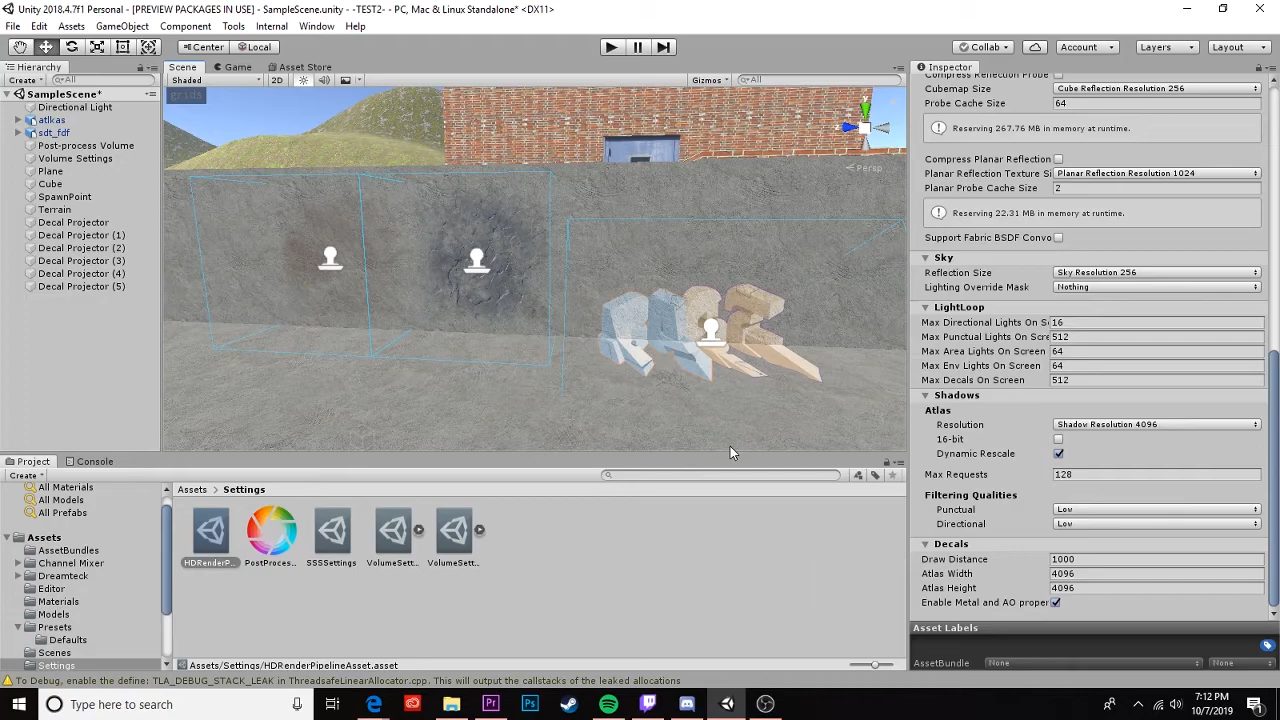 Unity 2018.4.7f1 Personal - [PREVIEW PACKAGES IN USE] - SampleScene.unity - -TEST2- - PC, Mac & Linux Standalone* <DX11>
File Edit Assets GameObject Component Tools Internal Window Help
Center Local Collab Account Layers Layout
Hierarchy Scene Game Asset Store Inspector
Create All Shaded 2D Gizmos All
SampleScene*
Directional Light
atlkas
sdt_fdf
Post-process Volume
Volume Settings
Plane
Cube
SpawnPoint
Terrain
Decal Projector
Decal Projector (1)
Decal Projector (2)
Decal Projector (3)
Decal Projector (4)
Decal Projector (5)
grids
Persp
Compress Reflection Probe
Cubemap Size Cube Reflection Resolution 256
Probe Cache Size 64
Reserving 267.76 MB in memory at runtime.
Compress Planar Reflection
Planar Reflection Texture S Planar Reflection Resolution 1024
Planar Probe Cache Size 2
Reserving 22.31 MB in memory at runtime.
Support Fabric BSDF Convo
Sky
Reflection Size Sky Resolution 256
Lighting Override Mask Nothing
LightLoop
Max Directional Lights On S 16
Max Punctual Lights On Scr 512
Max Area Lights On Screen 64
Max Env Lights On Screen 64
Max Decals On Screen 512
Shadows
Atlas
Resolution Shadow Resolution 4096
16-bit
Dynamic Rescale
Max Requests 128
Filtering Qualities
Punctual Low
Directional Low
Decals
Draw Distance 1000
Atlas Width 4096
Atlas Height 4096
Enable Metal and AO proper
Asset Labels
AssetBundle None None
Project Console
Create
All Materials
All Models
All Prefabs
Assets
AssetBundles
Channel Mixer
Dreamteck
Editor
Materials
Models
Presets
Defaults
Scenes
Settings
Assets > Settings
HDRenderP... PostProces... SSSSettings VolumeSett.. VolumeSett..
Assets/Settings/HDRenderPipelineAsset.asset
To Debug, enable the define: TLA_DEBUG_STACK_LEAK in ThreadsafeLinearAllocator.cpp. This will output the callstacks of the leaked allocations
Type here to search
7:12 PM
10/7/2019